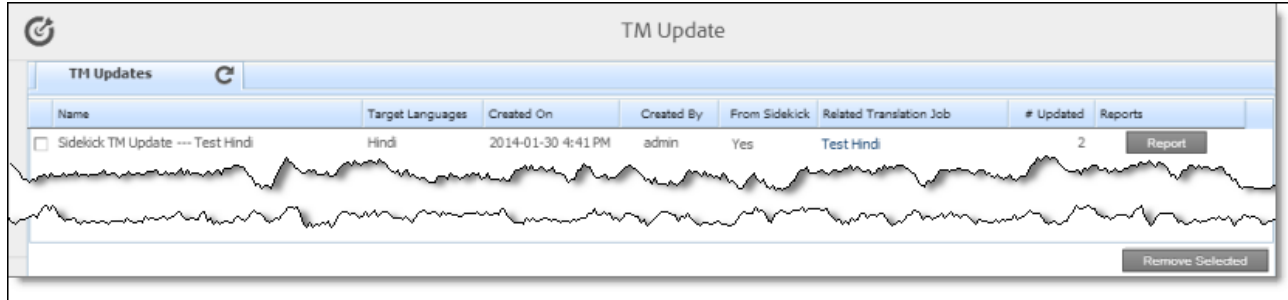 TM Update
TM Updates
Name Target Languages Created On Created By From Sidekick Related Translation Job # Updated Reports
Sidekick TM Update --- Test Hindi Hindi 2014-01-30 4:41 PM admin Yes Test Hindi 2 Report
Remove Selected